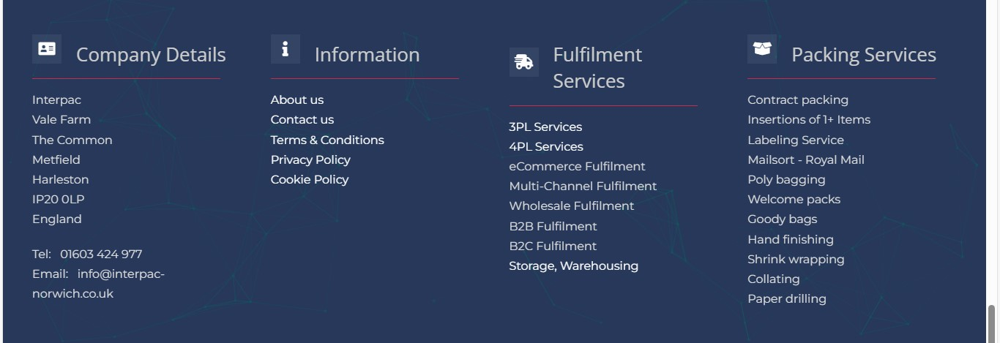 Company Details
Interpac
Vale Farm
The Common
Metfield
Harleston
IP20 0LP
England
Tel: 01603 424 977
Email: info@interpac-
norwich.co.uk
Information
About us
Contact us
Terms & Conditions
Privacy Policy
Cookie Policy
Fulfilment
Services
3PL Services
4PL Services
eCommerce Fulfilment
Multi-Channel Fulfilment
Wholesale Fulfilment
B2B Fulfilment
B2C Fulfilment
Storage, Warehousing
Packing Services
Contract packing
Insertions of 1+ Items
Labeling Service
Mailsort - Royal Mail
Poly bagging
Welcome packs
Goody bags
Hand finishing
Shrink wrapping
Collating
Paper drilling